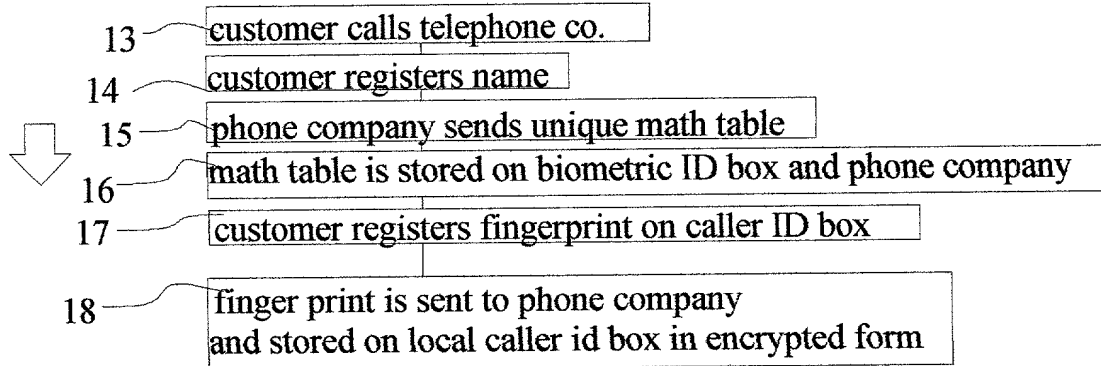 13 customer calls telephone co.
14 customer registers name
15 phone company sends unique math table
16 math table is stored on biometric ID box and phone company
17 customer registers fingerprint on caller ID box
18 finger print is sent to phone company
and stored on local caller id box in encrypted form